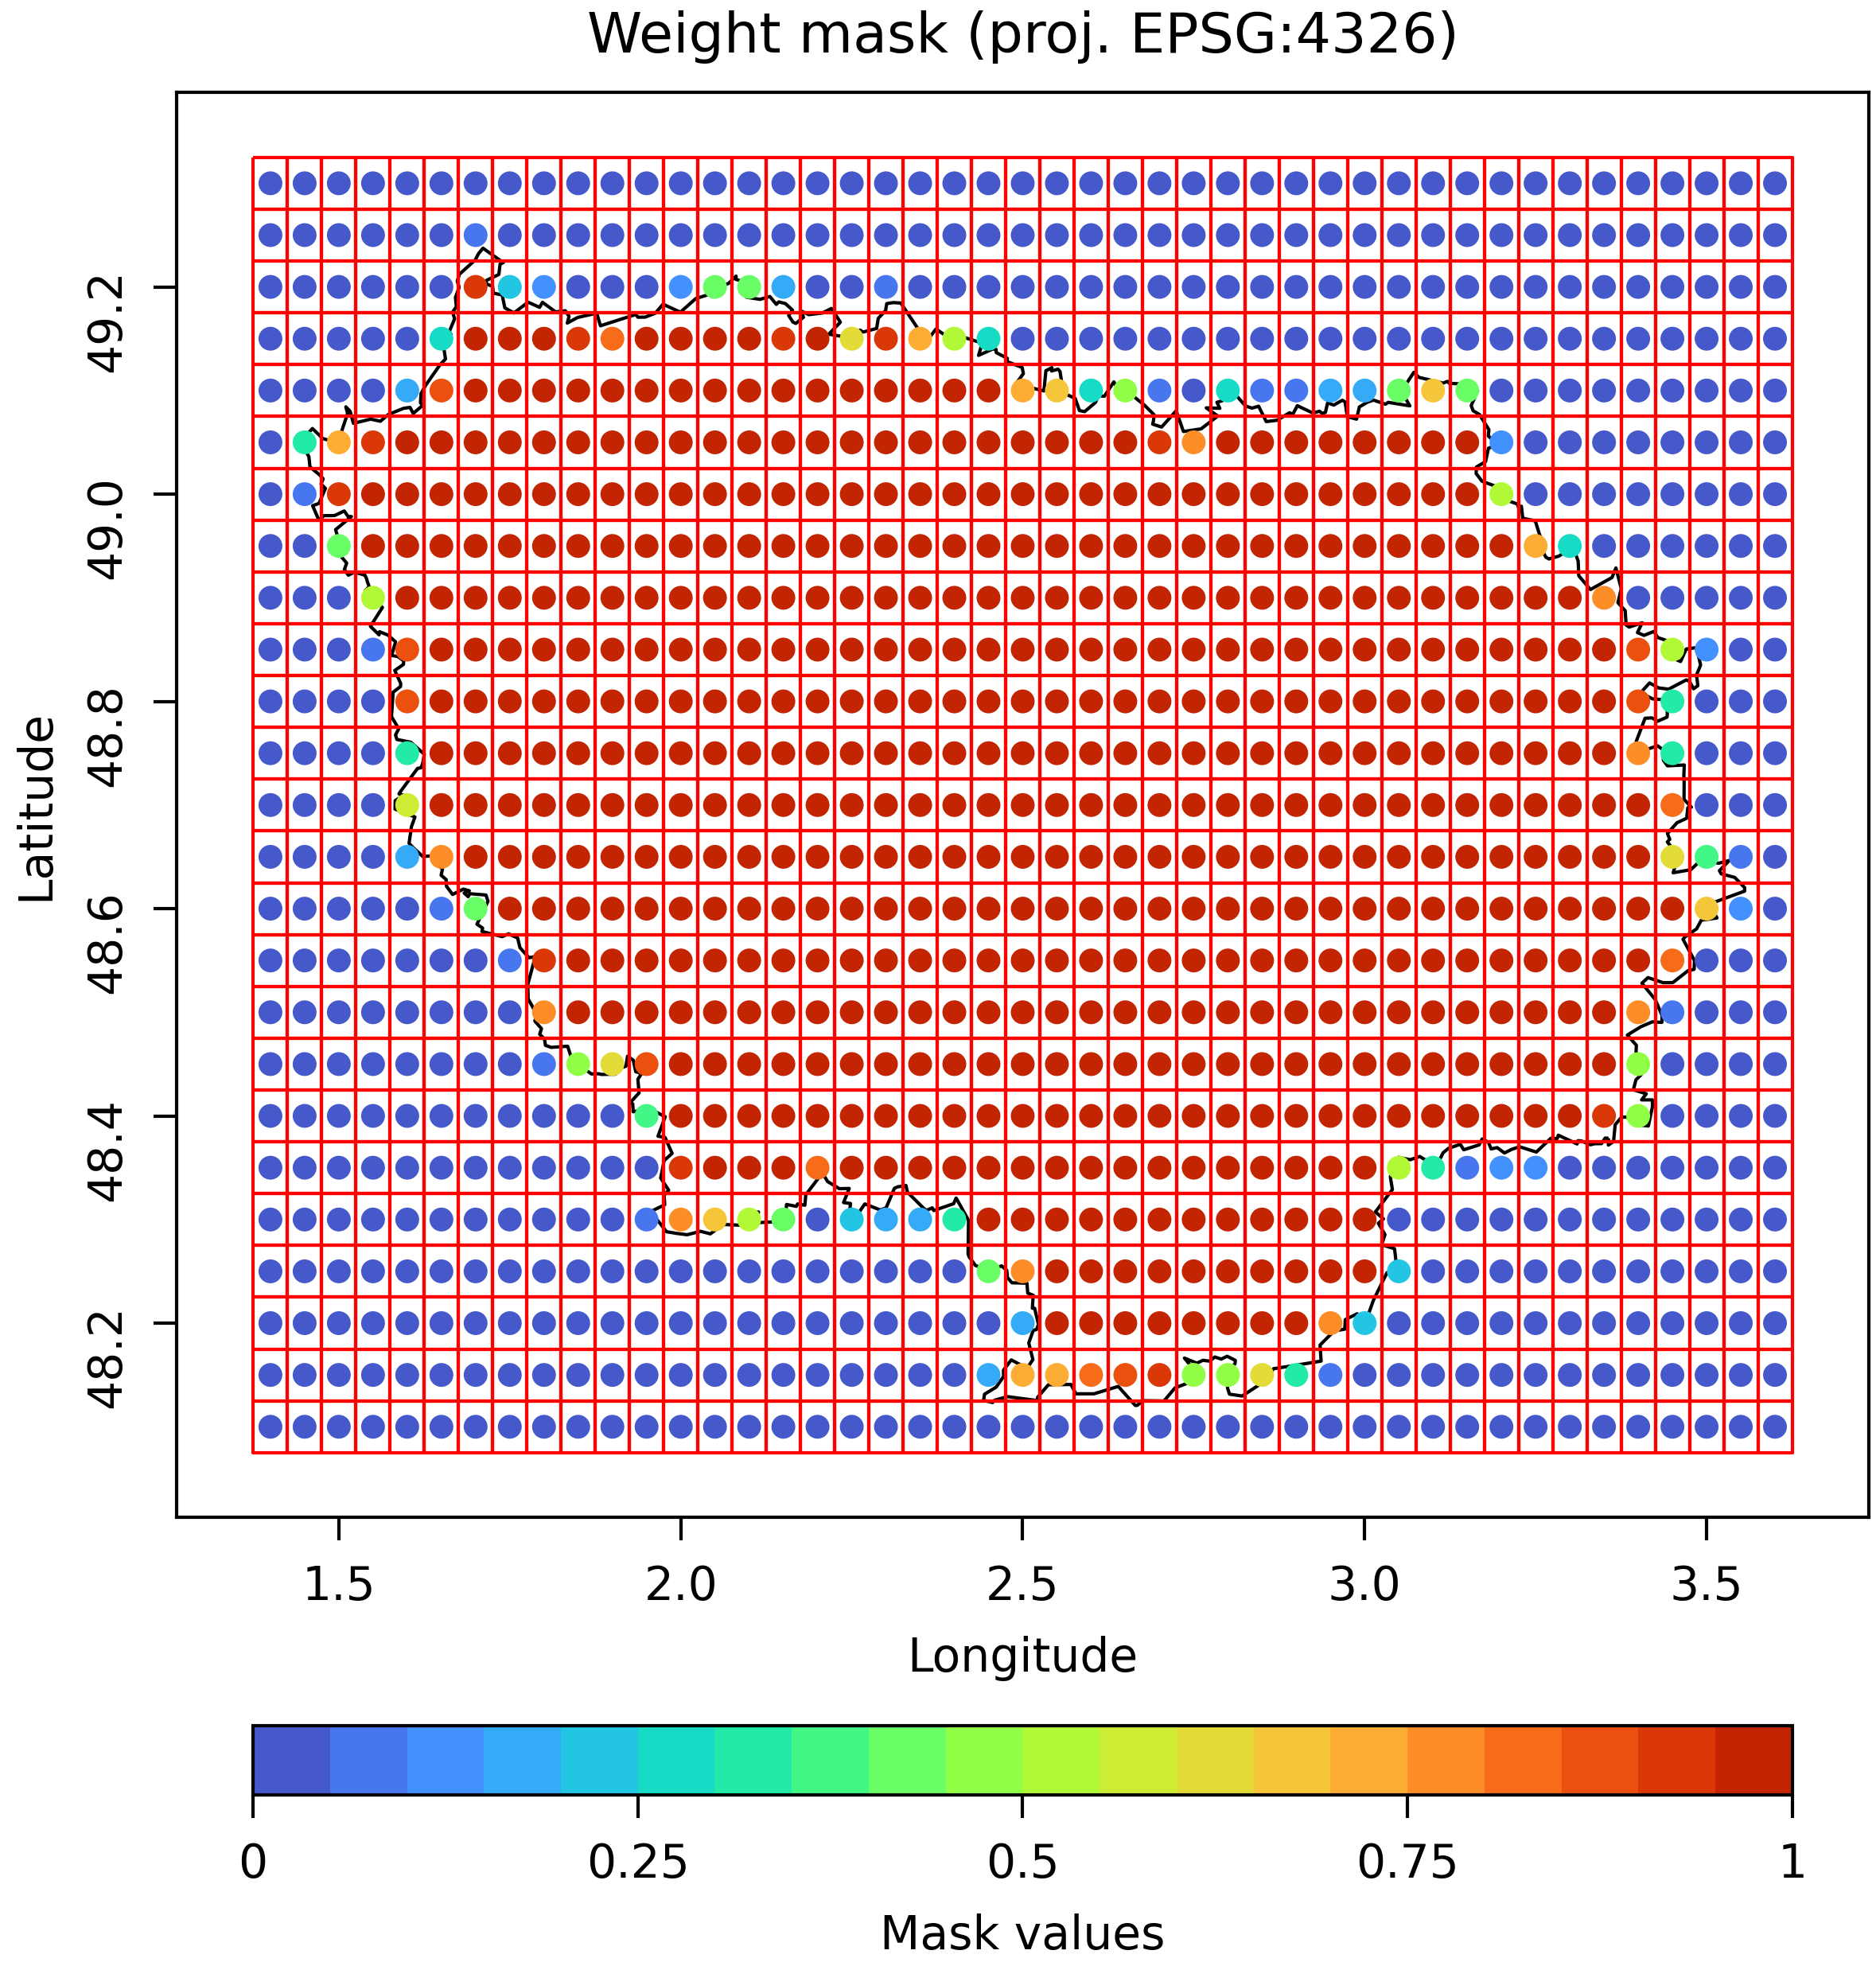 Weight mask (proj. EPSG:4326)
Latitude
49.2
49.0
48.8
48.6
48.4
48.2
1.5 2.0 2.5 3.0 3.5
Longitude
0 0.25 0.5 0.75 1
Mask values